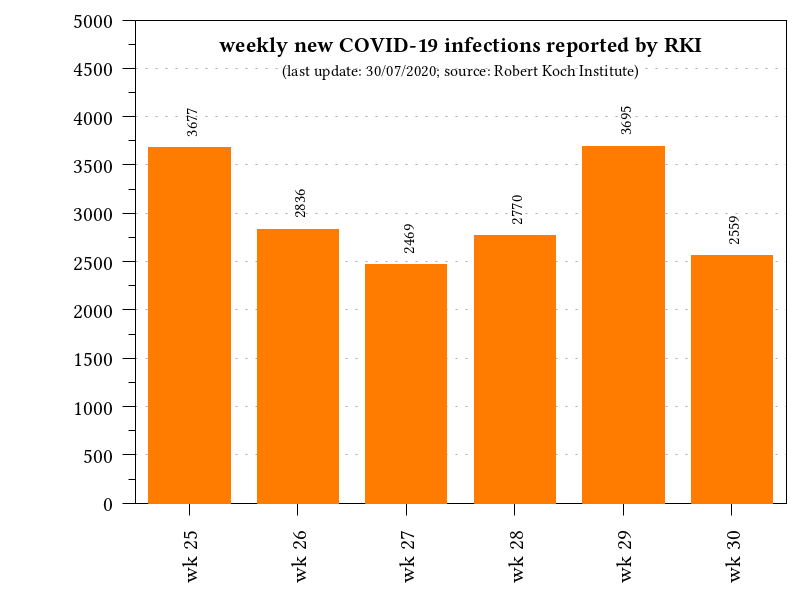 weekly new COVID-19 infections reported by RKI
(last update: 30/07/2020; source: Robert Koch Institute)
5000
4500
4000
3500
3000
2500
2000
1500
1000
500
0
3677
2836
2469
2770
3695
2559
wk 25
wk 26
wk 27
wk 28
wk 29
wk 30